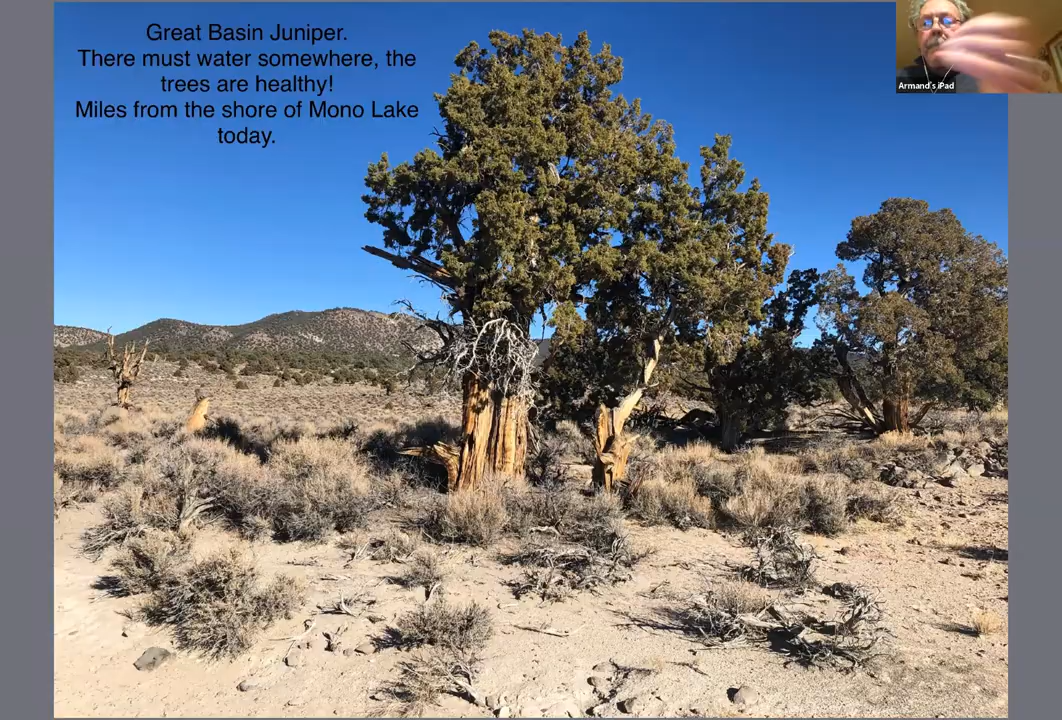 Great Basin Juniper.
There must water somewhere, the
trees are healthy!
Miles from the shore of Mono Lake
today.
Armand's iPad